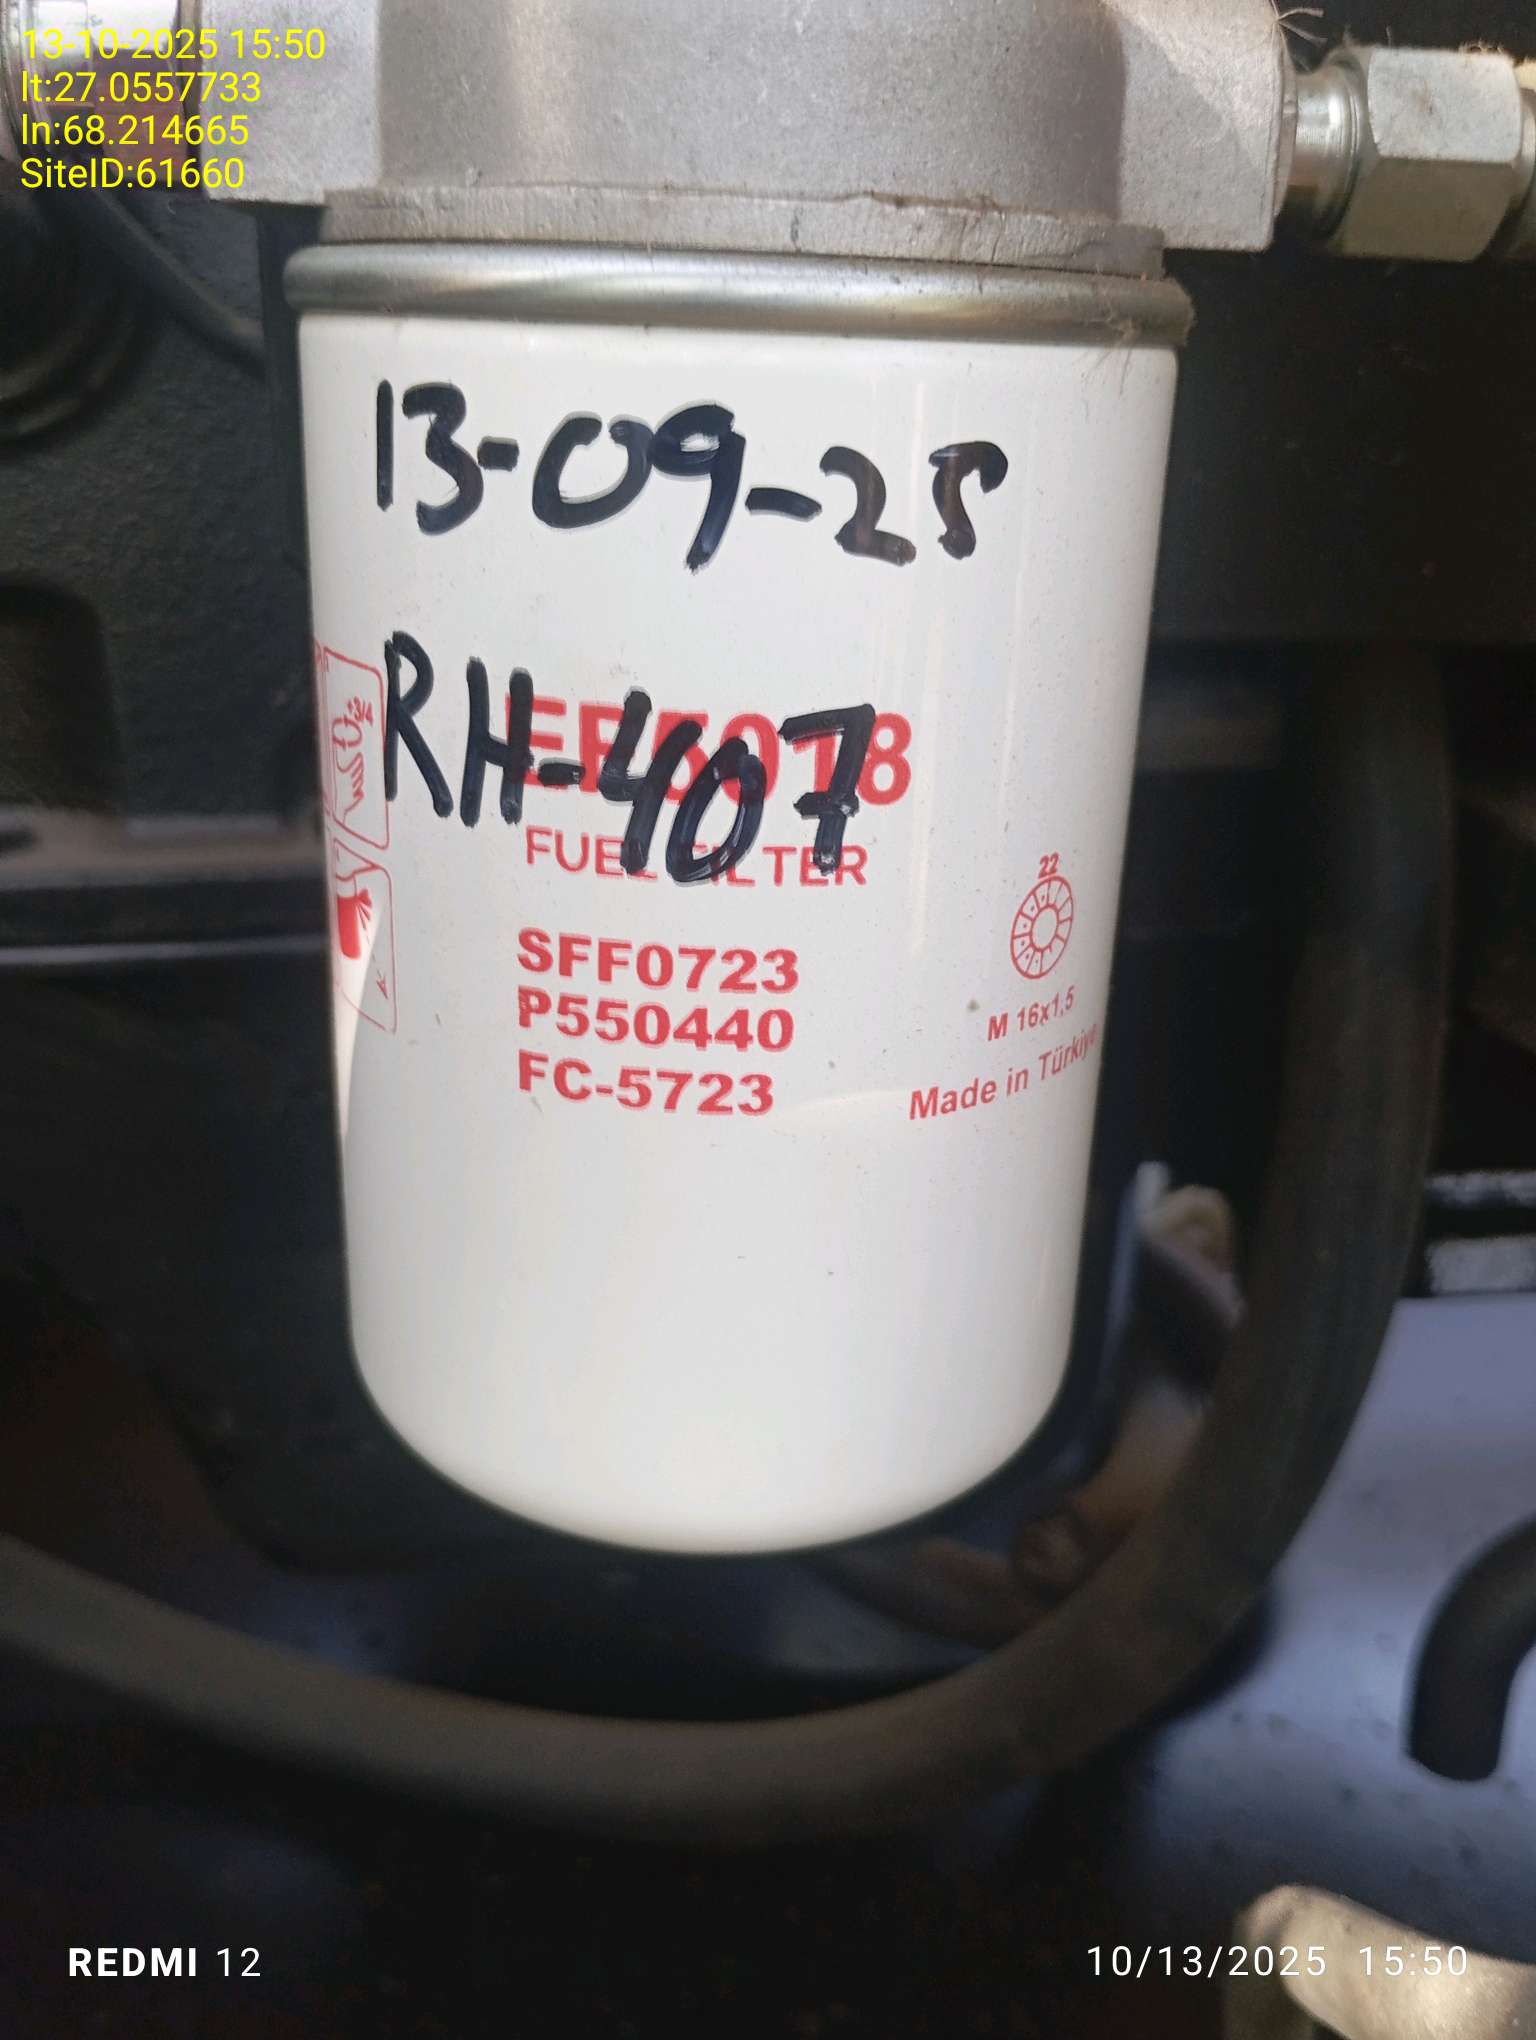 13-10-2025 15:50
lt:27.0557733
ln:68.214665
SiteID:61660
13-09-25
RH-407
FUEL FILTER
SFF0723
P550440
FC-5723
22
M 16x1,5
Made in Türkiye
REDMI 12
10/13/2025 15:50